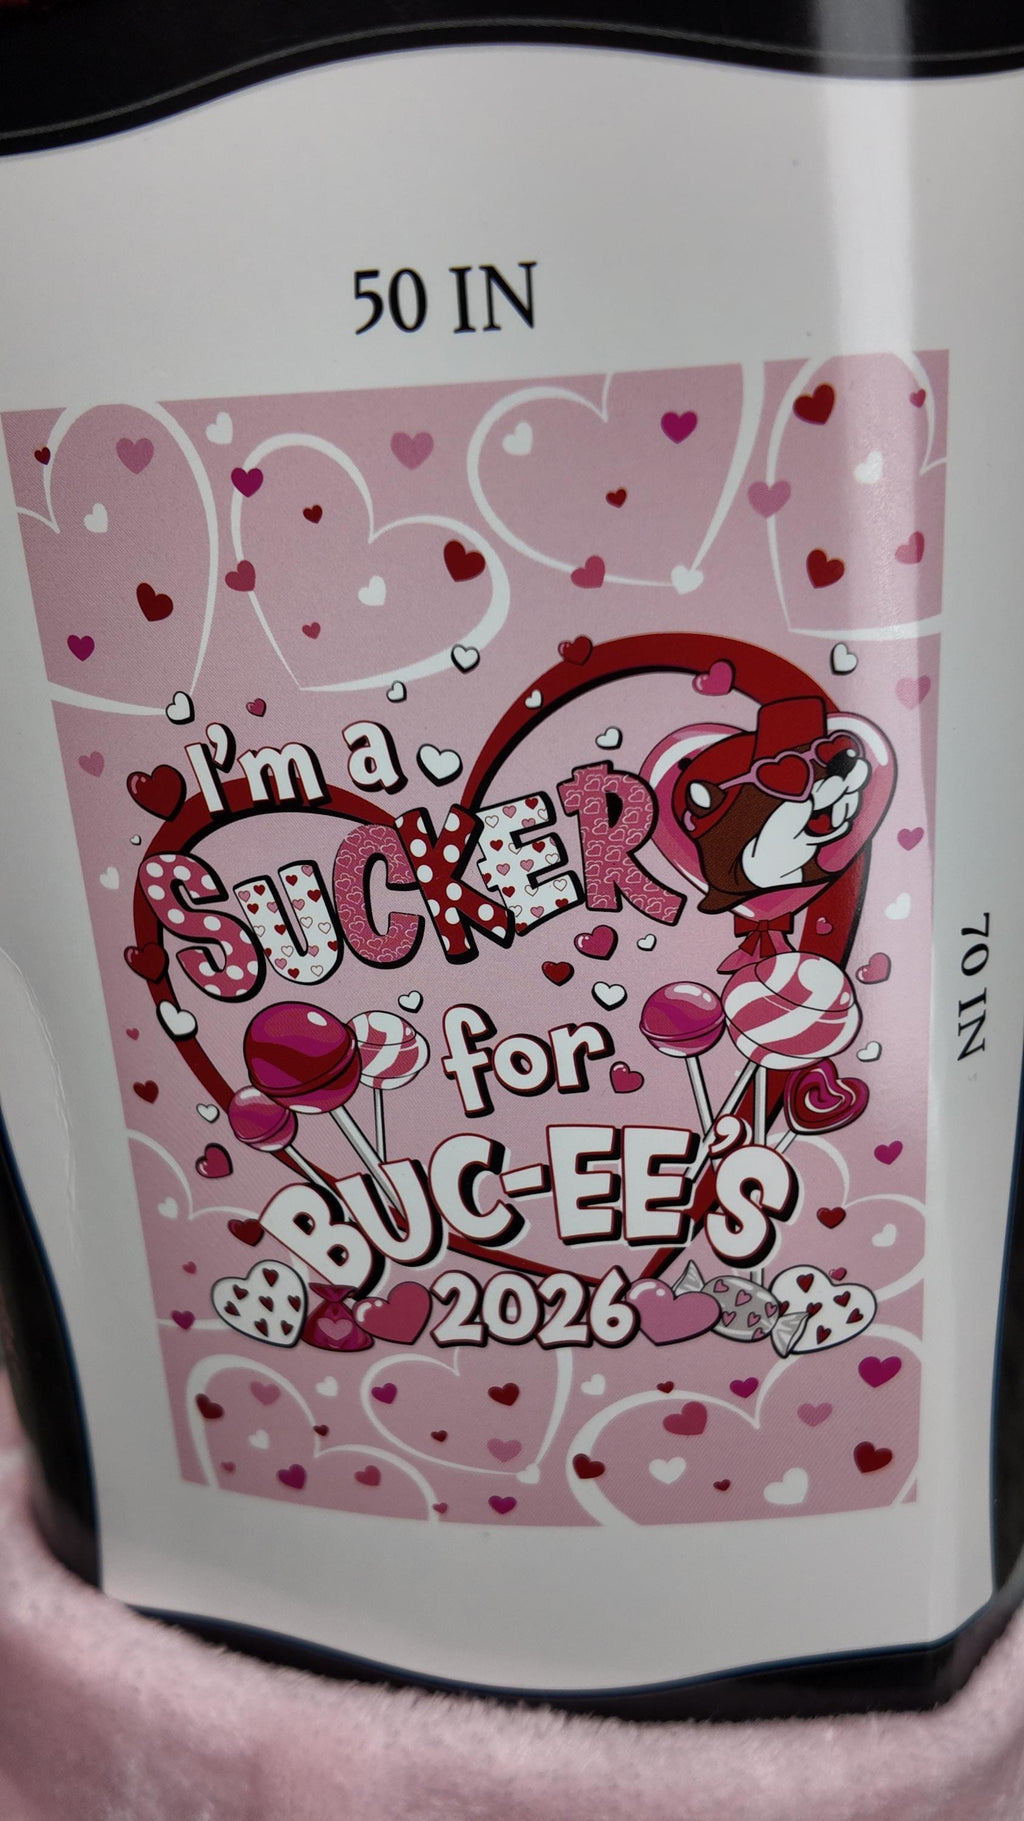 50 IN
I'm a
SUCKER
for
BUC-EE'S
2026
70 IN